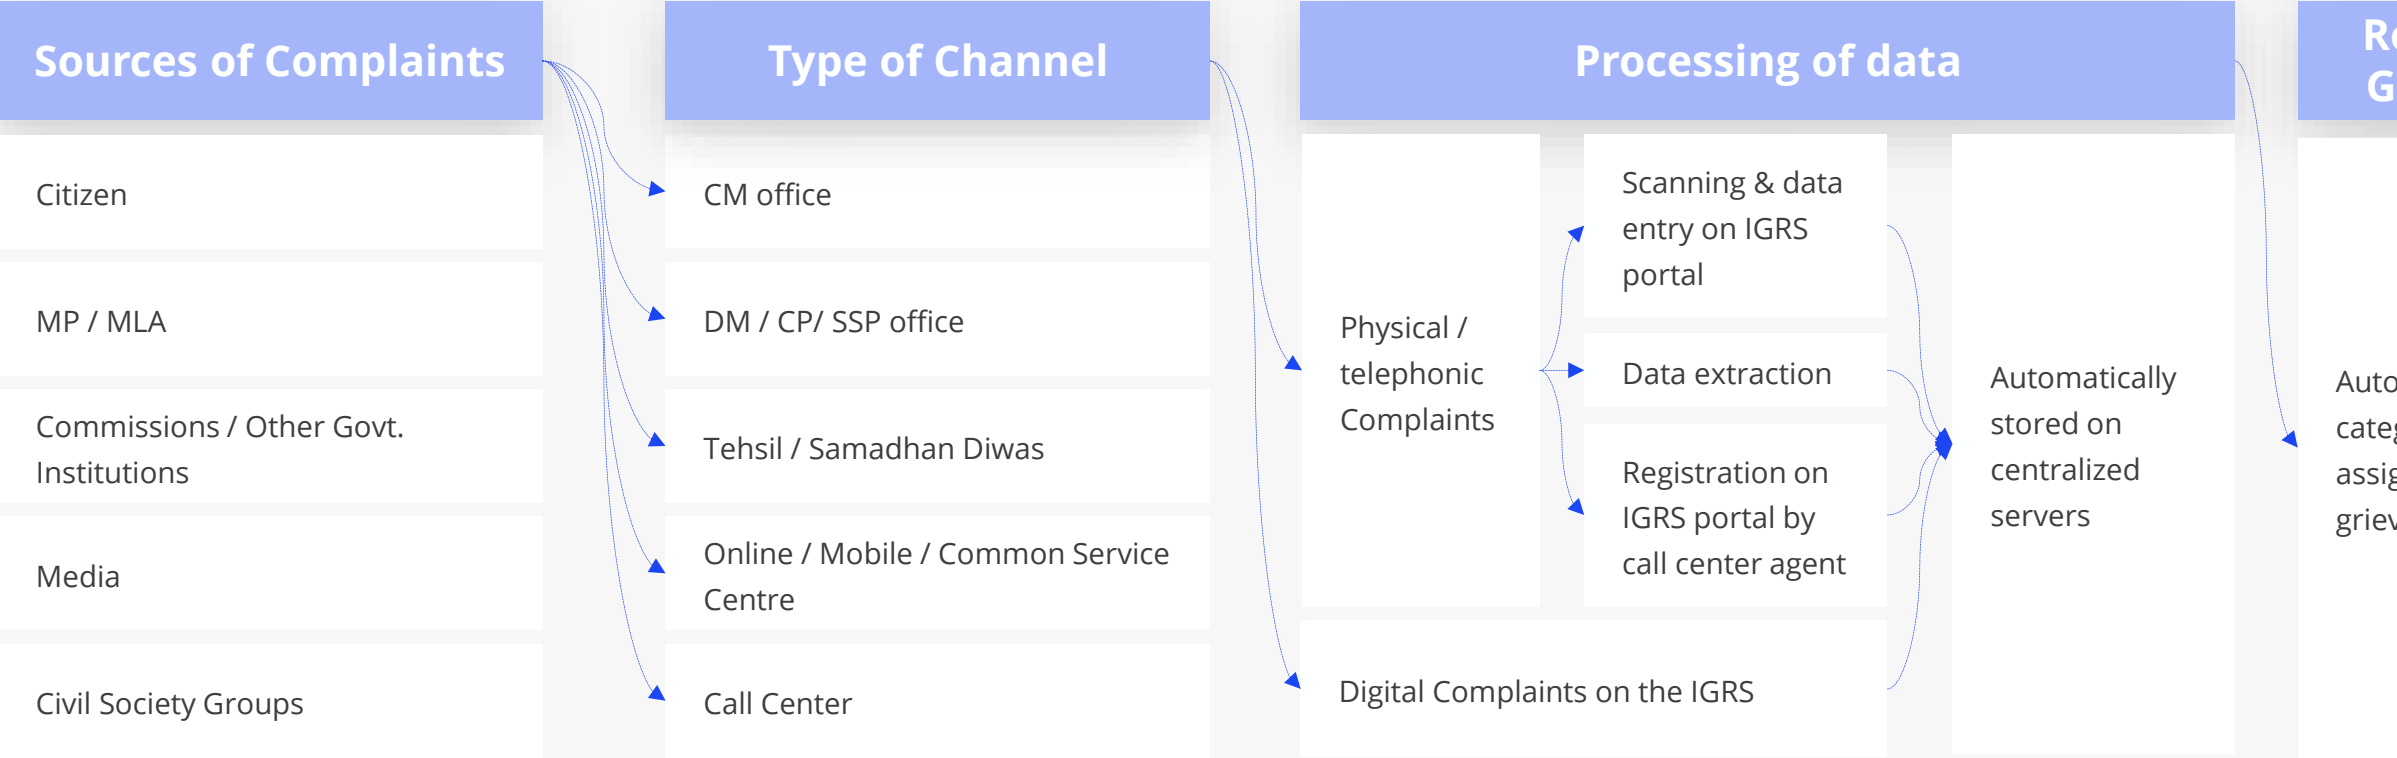 Sources of Complaints
Citizen
MP / MLA
Commissions / Other Govt.
Institutions
Media
Civil Society Groups
Type of Channel
CM office
DM / CP/ SSP office
Tehsil / Samadhan Diwas
Online / Mobile / Common Service
Centre
Call Center
Processing of data
Physical /
telephonic
Complaints
Scanning & data
entry on IGRS
portal
Data extraction
Registration on
IGRS portal by
call center agent
Digital Complaints on the IGRS
Automatically
stored on
centralized
servers